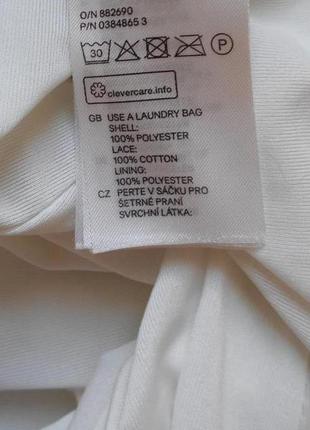 O/N 882690
P/N 0384865 3
30 P
clevercare.info
GB USE A LAUNDRY BAG
SHELL:
100% POLYESTER
LACE:
100% COTTON
LINING:
100% POLYESTER
CZ PERTE V SÁČKU PRO
ŠETRNÉ PRANÍ
SVRCHNÍ LÁTKA: